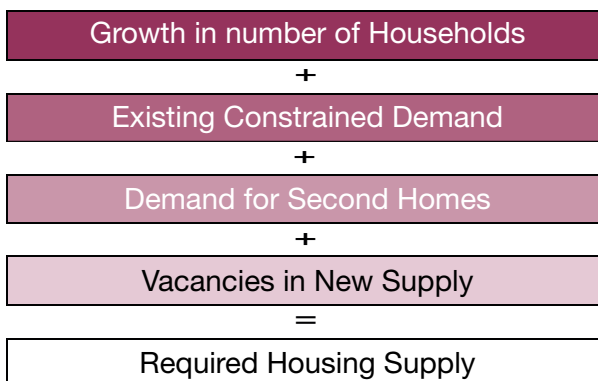 Growth in number of Households
+
Existing Constrained Demand
+
Demand for Second Homes
+
Vacancies in New Supply
=
Required Housing Supply